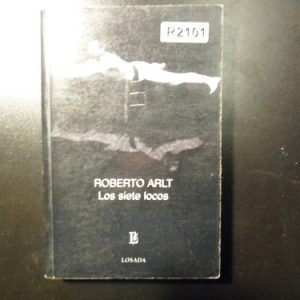 R2101
ROBERTO ARLT
Los siete locos
LOSADA